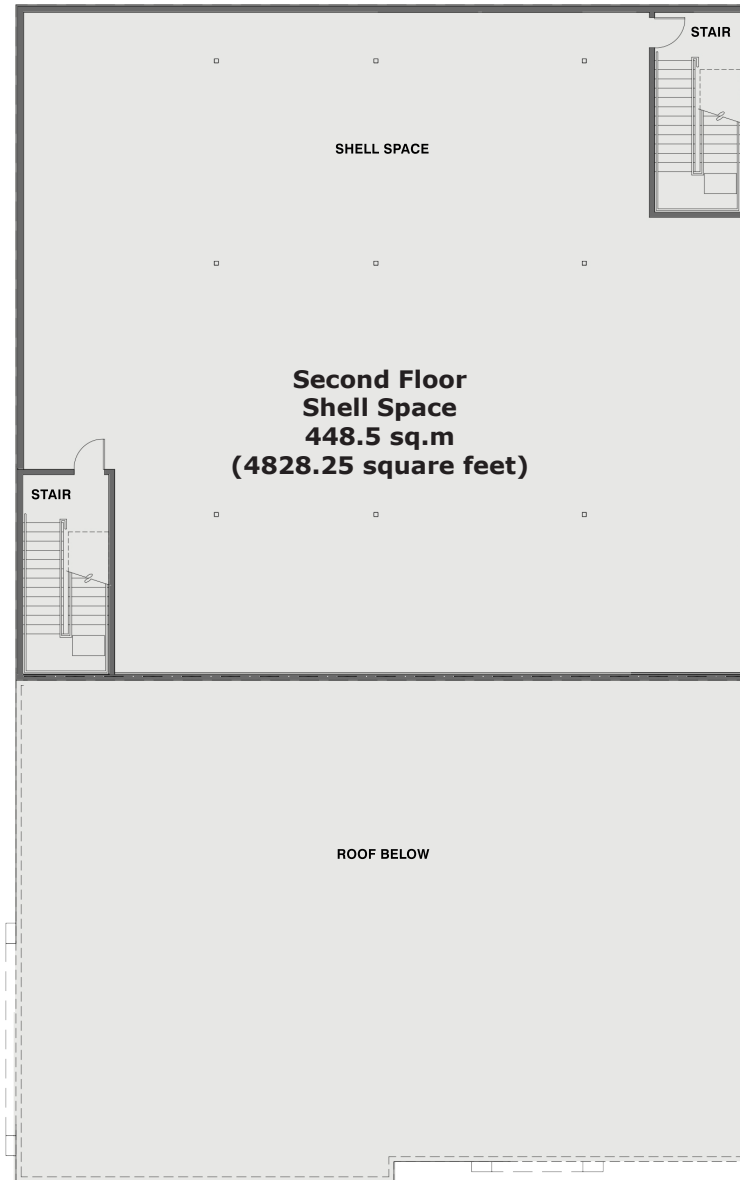 STAIR
SHELL SPACE
Second Floor
Shell Space
448.5 sq.m
(4828.25 square feet)
STAIR
ROOF BELOW